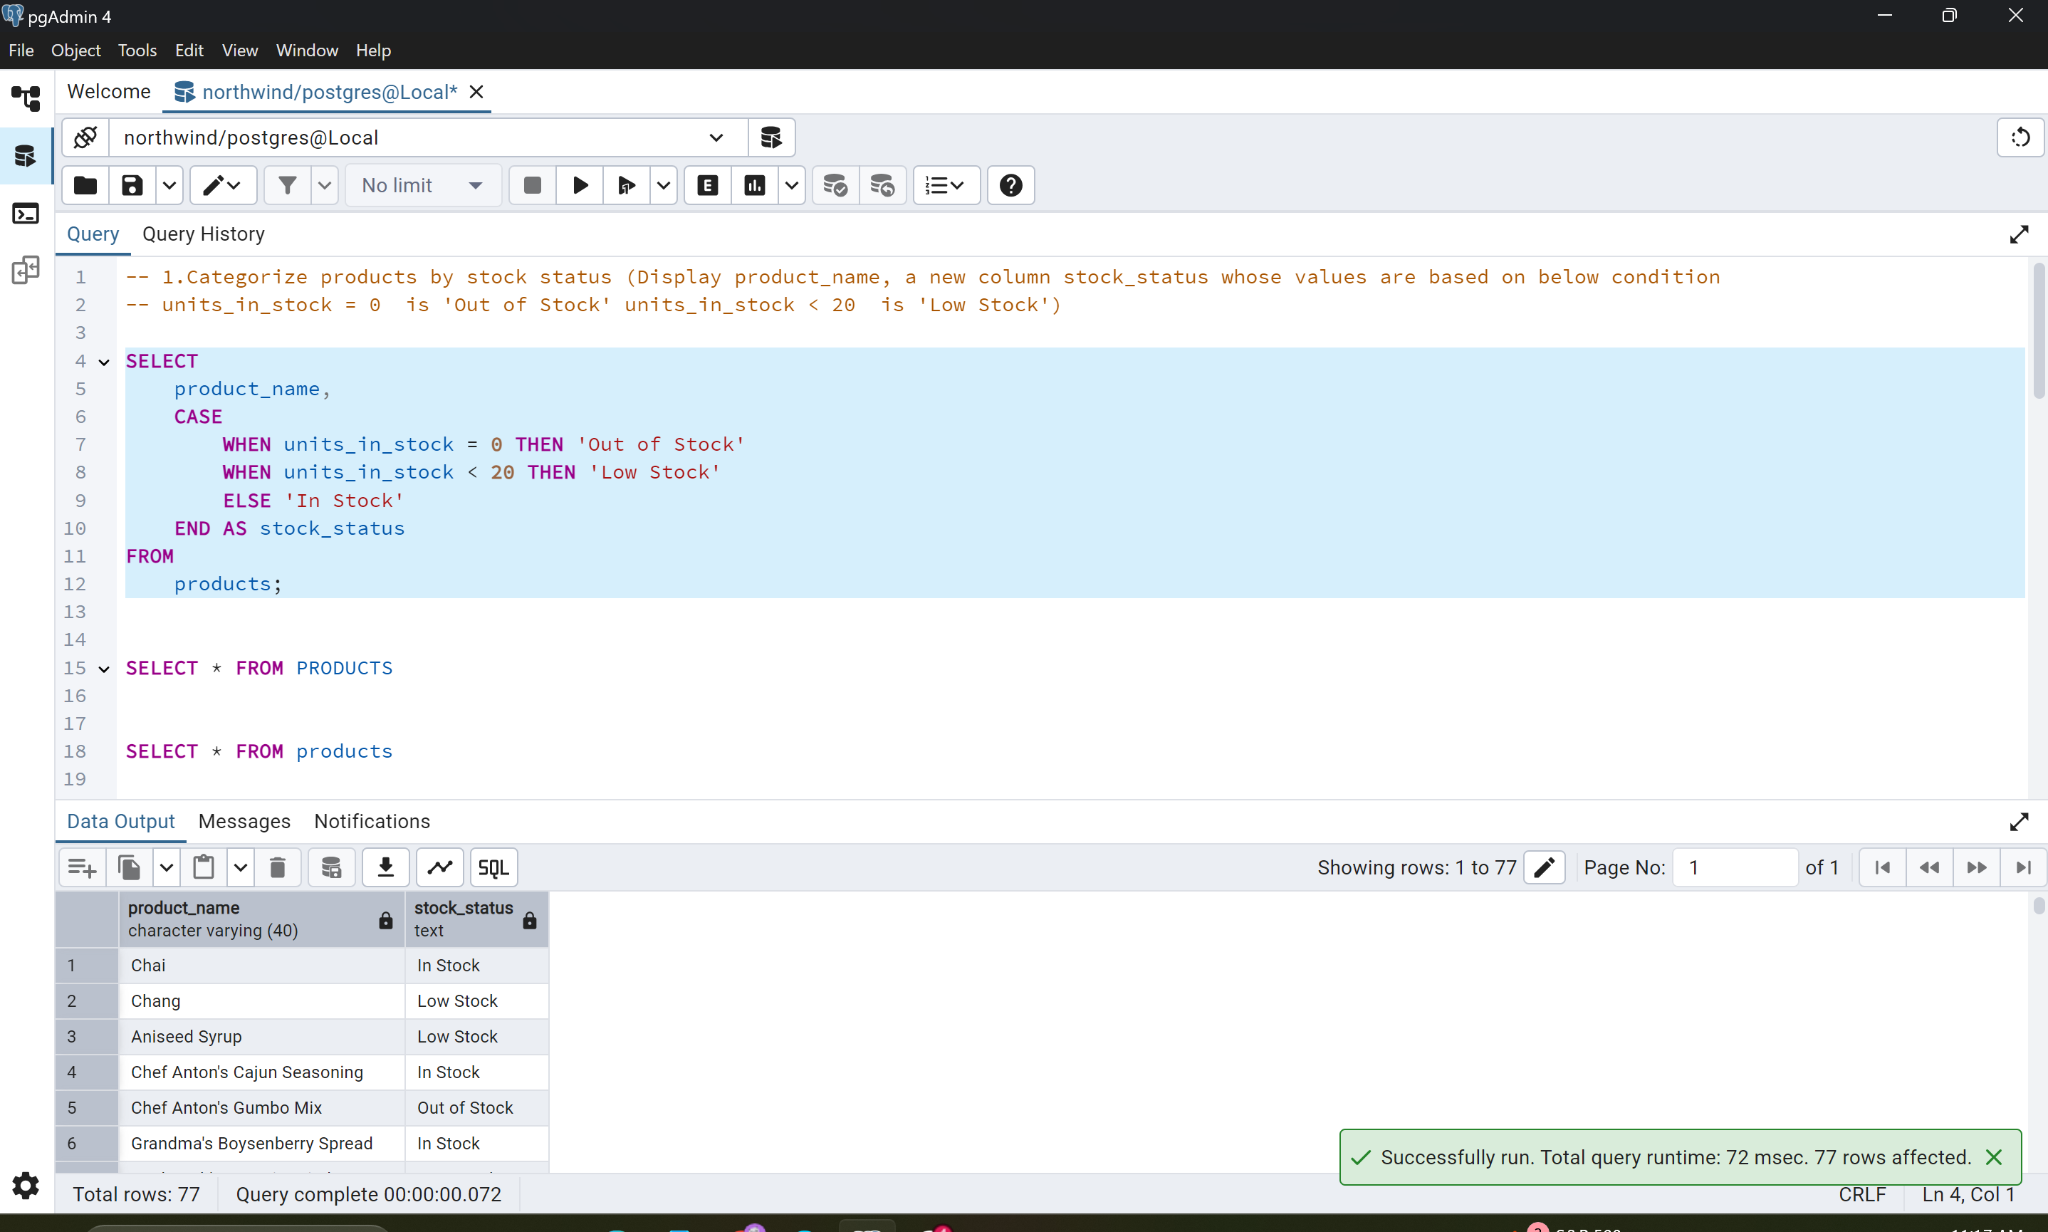 pgAdmin 4
File Object Tools Edit View Window Help
Welcome northwind/postgres@Local*
northwind/postgres@Local
No limit
Query Query History
1 -- 1.Categorize products by stock status (Display product_name, a new column stock_status whose values are based on below condition
2 -- units_in_stock = 0  is 'Out of Stock' units_in_stock < 20  is 'Low Stock')
3
4 SELECT
5 product_name,
6 CASE
7 WHEN units_in_stock = 0 THEN 'Out of Stock'
8 WHEN units_in_stock < 20 THEN 'Low Stock'
9 ELSE 'In Stock'
10 END AS stock_status
11 FROM
12 products;
13
14
15 SELECT * FROM PRODUCTS
16
17
18 SELECT * FROM products
19
Data Output Messages Notifications
SQL Showing rows: 1 to 77 Page No: 1 of 1
product_name stock_status
character varying (40) text
1 Chai In Stock
2 Chang Low Stock
3 Aniseed Syrup Low Stock
4 Chef Anton's Cajun Seasoning In Stock
5 Chef Anton's Gumbo Mix Out of Stock
6 Grandma's Boysenberry Spread In Stock
Successfully run. Total query runtime: 72 msec. 77 rows affected.
Total rows: 77 Query complete 00:00:00.072 CRLF Ln 4, Col 1